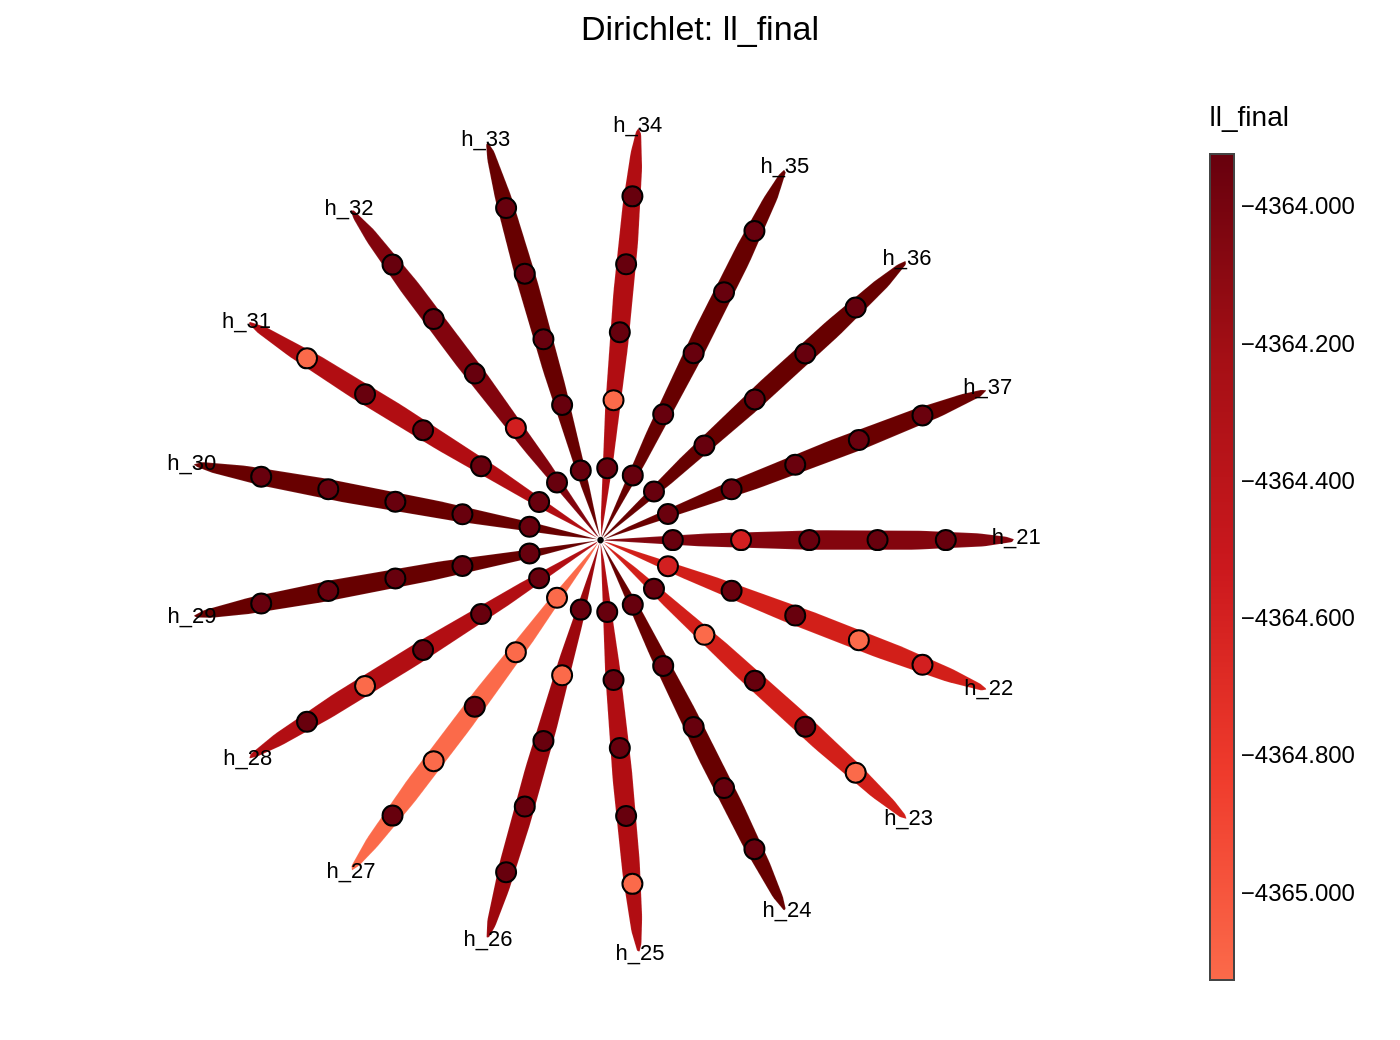 Dirichlet: ll_final
h_34
h_33
h_35
h_32
h_36
h_31
h_37
h_30
h_21
h_29
h_22
h_28
h_23
h_27
h_24
h_26
h_25
ll_final
−4364.000
−4364.200
−4364.400
−4364.600
−4364.800
−4365.000